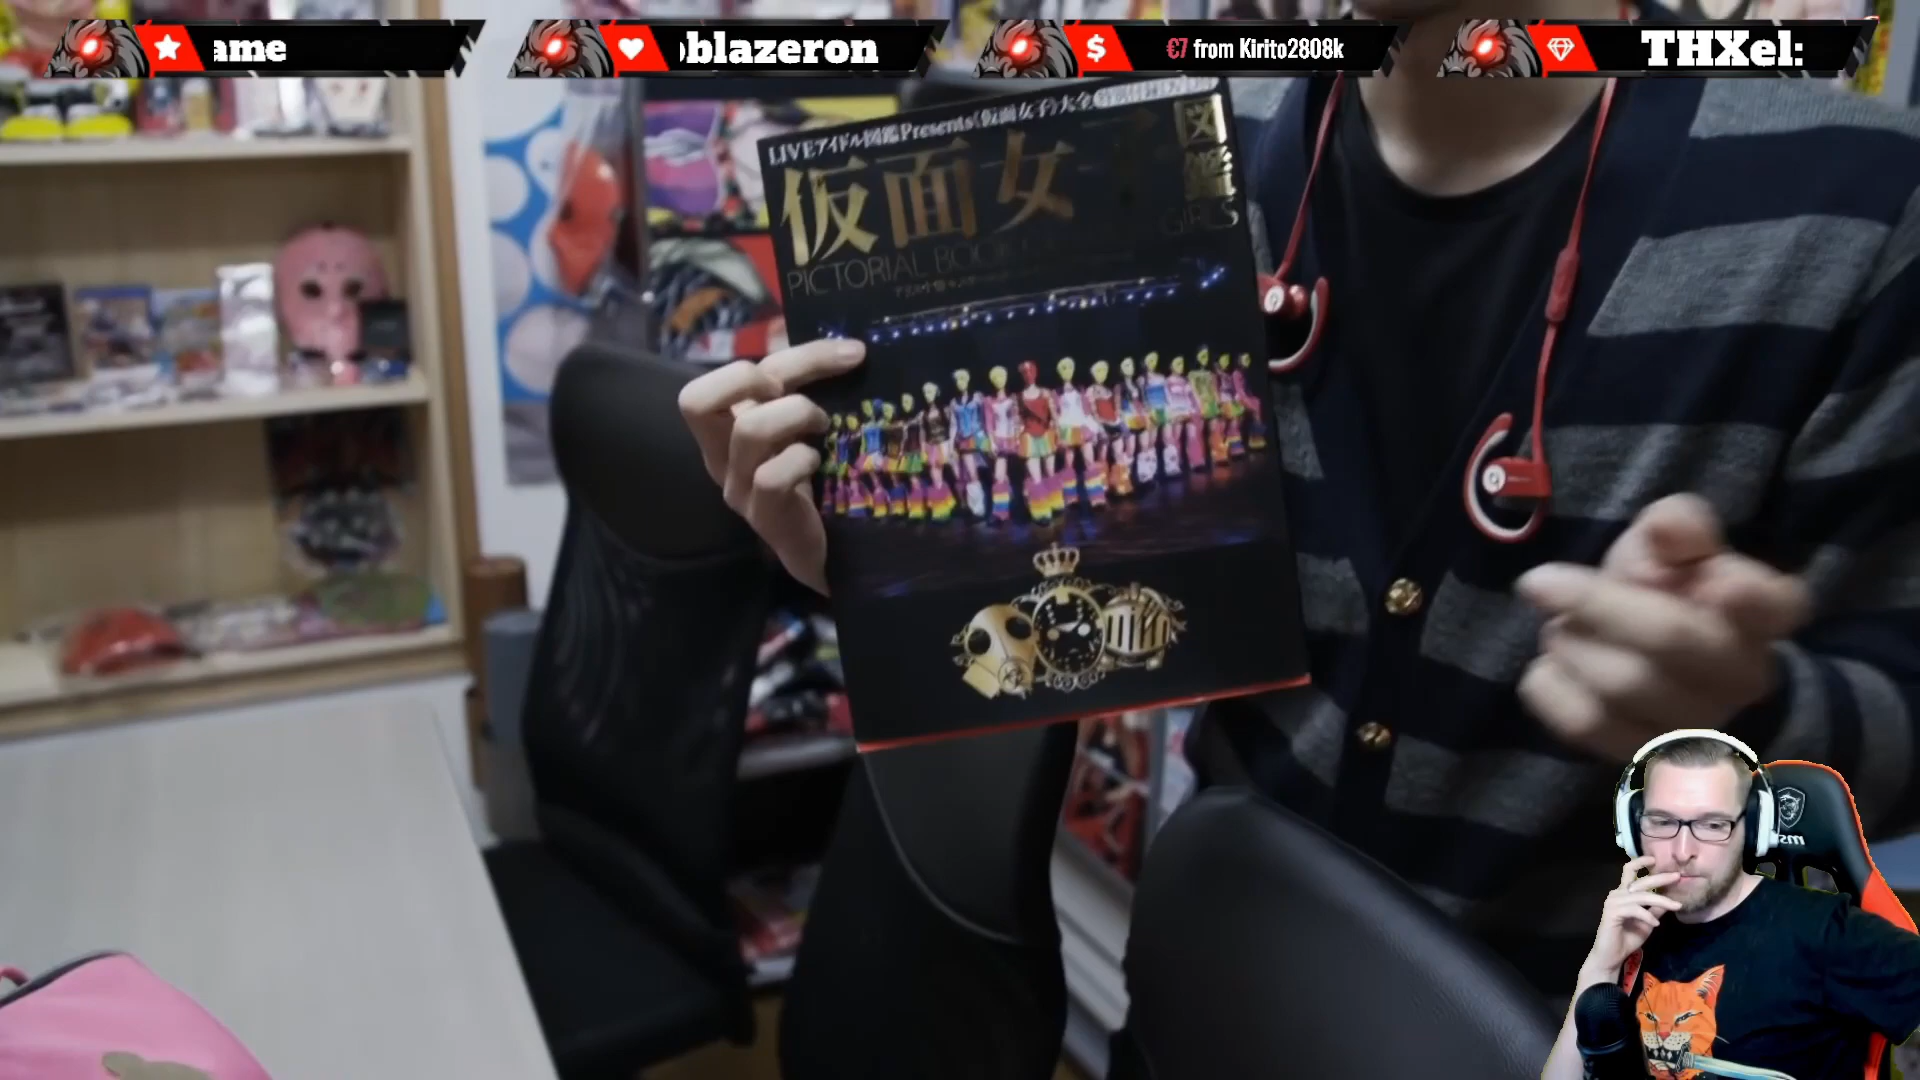 ame
oblazeron
€7 from Kirito2808k
THXel:
LIVEアイドル図鑑Presents《仮面女子》大全
図鑑
仮面女子
PICTORIAL BOOK
GIRLS
msi